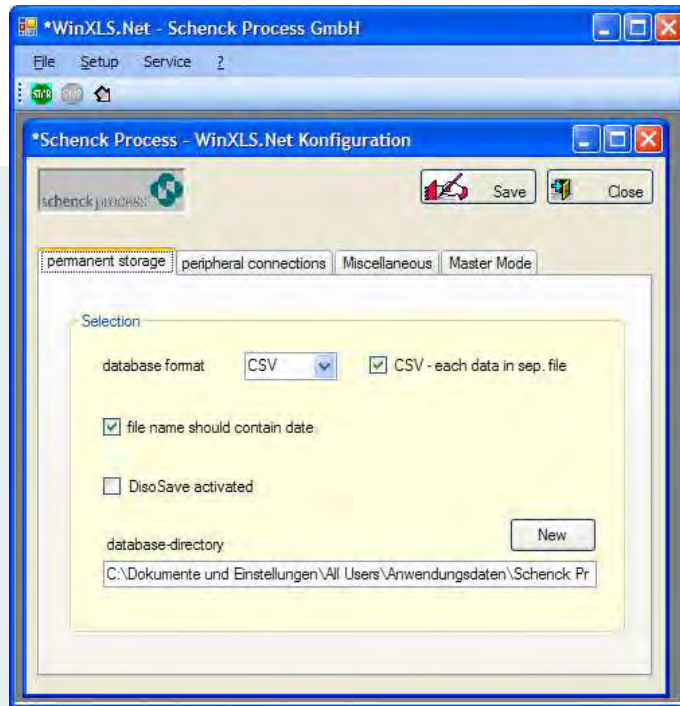 *WinXLS.Net - Schenck Process GmbH
File Setup Service ?
START STOP
*Schenck Process - WinXLS.Net Konfiguration
schenck process Save Close
permanent storage peripheral connections Miscellaneous Master Mode
Selection
database format CSV CSV - each data in sep. file
file name should contain date
DisoSave activated
New
database-directory
C:\Dokumente und Einstellungen\All Users\Anwendungsdaten\Schenck Pr